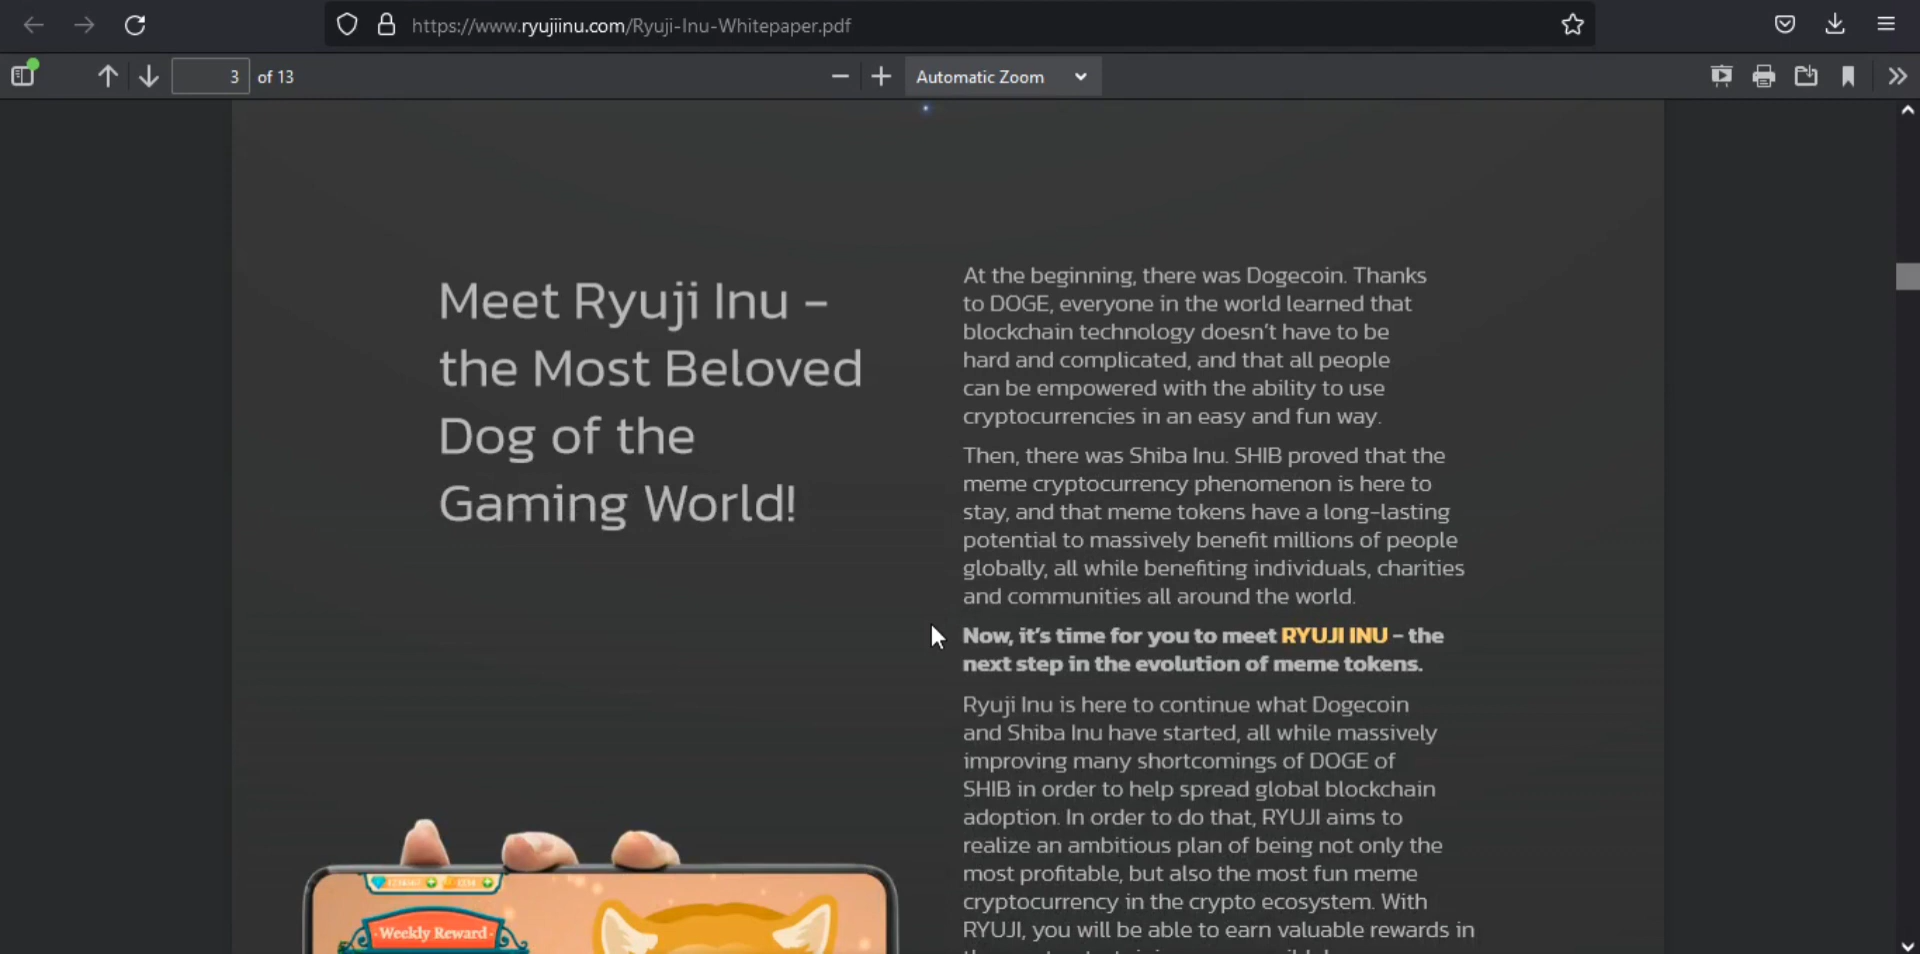 https://www.ryujiinu.com/Ryuji-Inu-Whitepaper.pdf
3 of 13
Automatic Zoom
Meet Ryuji Inu –
the Most Beloved
Dog of the
Gaming World!
At the beginning, there was Dogecoin. Thanks
to DOGE, everyone in the world learned that
blockchain technology doesn't have to be
hard and complicated, and that all people
can be empowered with the ability to use
cryptocurrencies in an easy and fun way.
Then, there was Shiba Inu. SHIB proved that the
meme cryptocurrency phenomenon is here to
stay, and that meme tokens have a long-lasting
potential to massively benefit millions of people
globally, all while benefiting individuals, charities
and communities all around the world.
Now, it's time for you to meet RYUJI INU – the
next step in the evolution of meme tokens.
Ryuji Inu is here to continue what Dogecoin
and Shiba Inu have started, all while massively
improving many shortcomings of DOGE of
SHIB in order to help spread global blockchain
adoption. In order to do that, RYUJI aims to
realize an ambitious plan of being not only the
most profitable, but also the most fun meme
cryptocurrency in the crypto ecosystem. With
RYUJI, you will be able to earn valuable rewards in
Weekly Reward